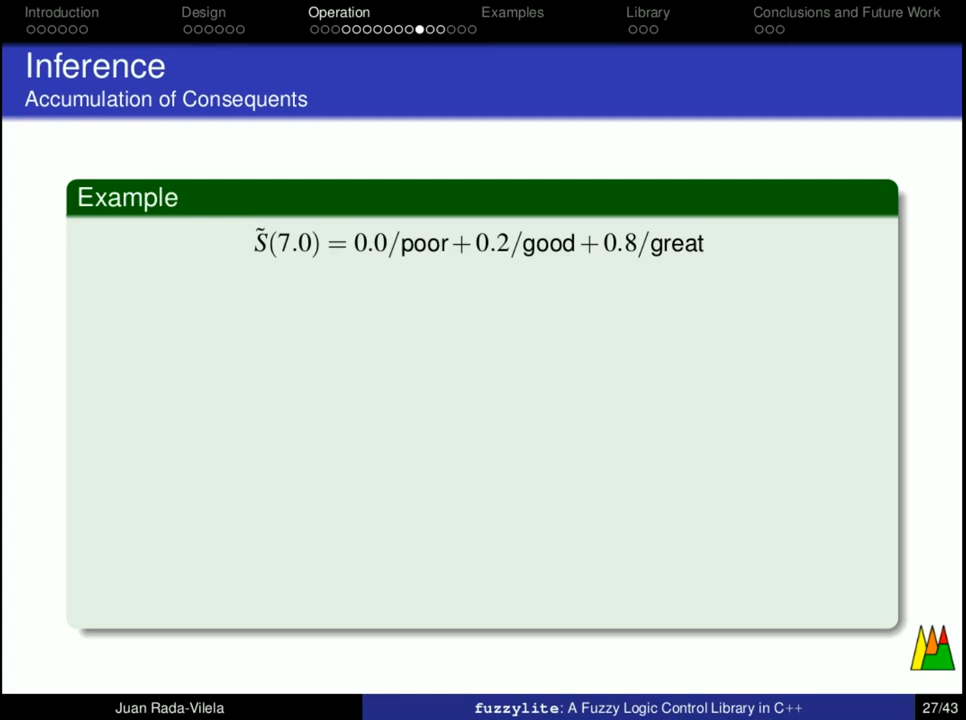 Introduction Design Operation Examples Library Conclusions and Future Work
Inference
Accumulation of Consequents
Example
S̃(7.0) = 0.0/poor + 0.2/good + 0.8/great
Juan Rada-Vilela fuzzylite: A Fuzzy Logic Control Library in C++ 27/43